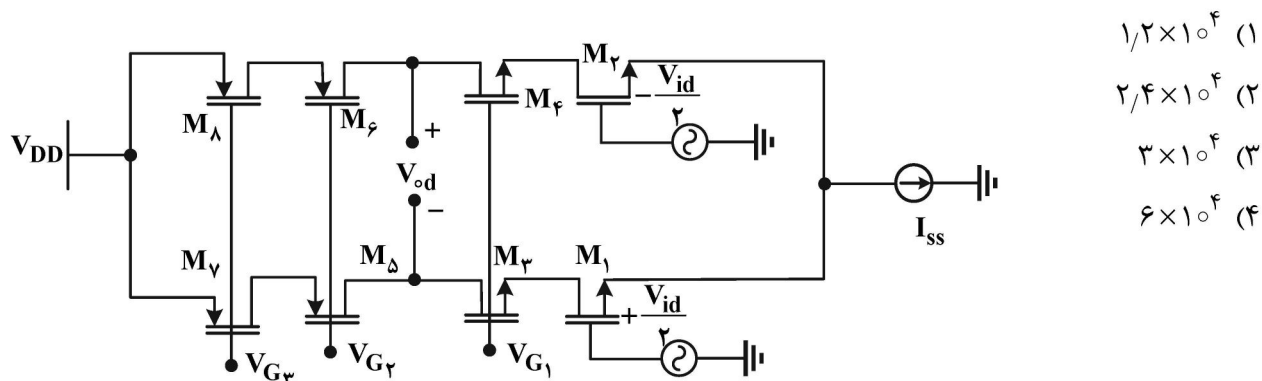 ۱) ۱٫۲×۱۰^۴
۲) ۲٫۴×۱۰^۴
۳) ۳×۱۰^۴
۴) ۶×۱۰^۴
M۸ M۶ M۴ M۲
−V_id/۲
V_DD
+
V_od
−
I_ss
M۷ M۵ M۳ M۱
+V_id/۲
V_G۳ V_G۲ V_G۱